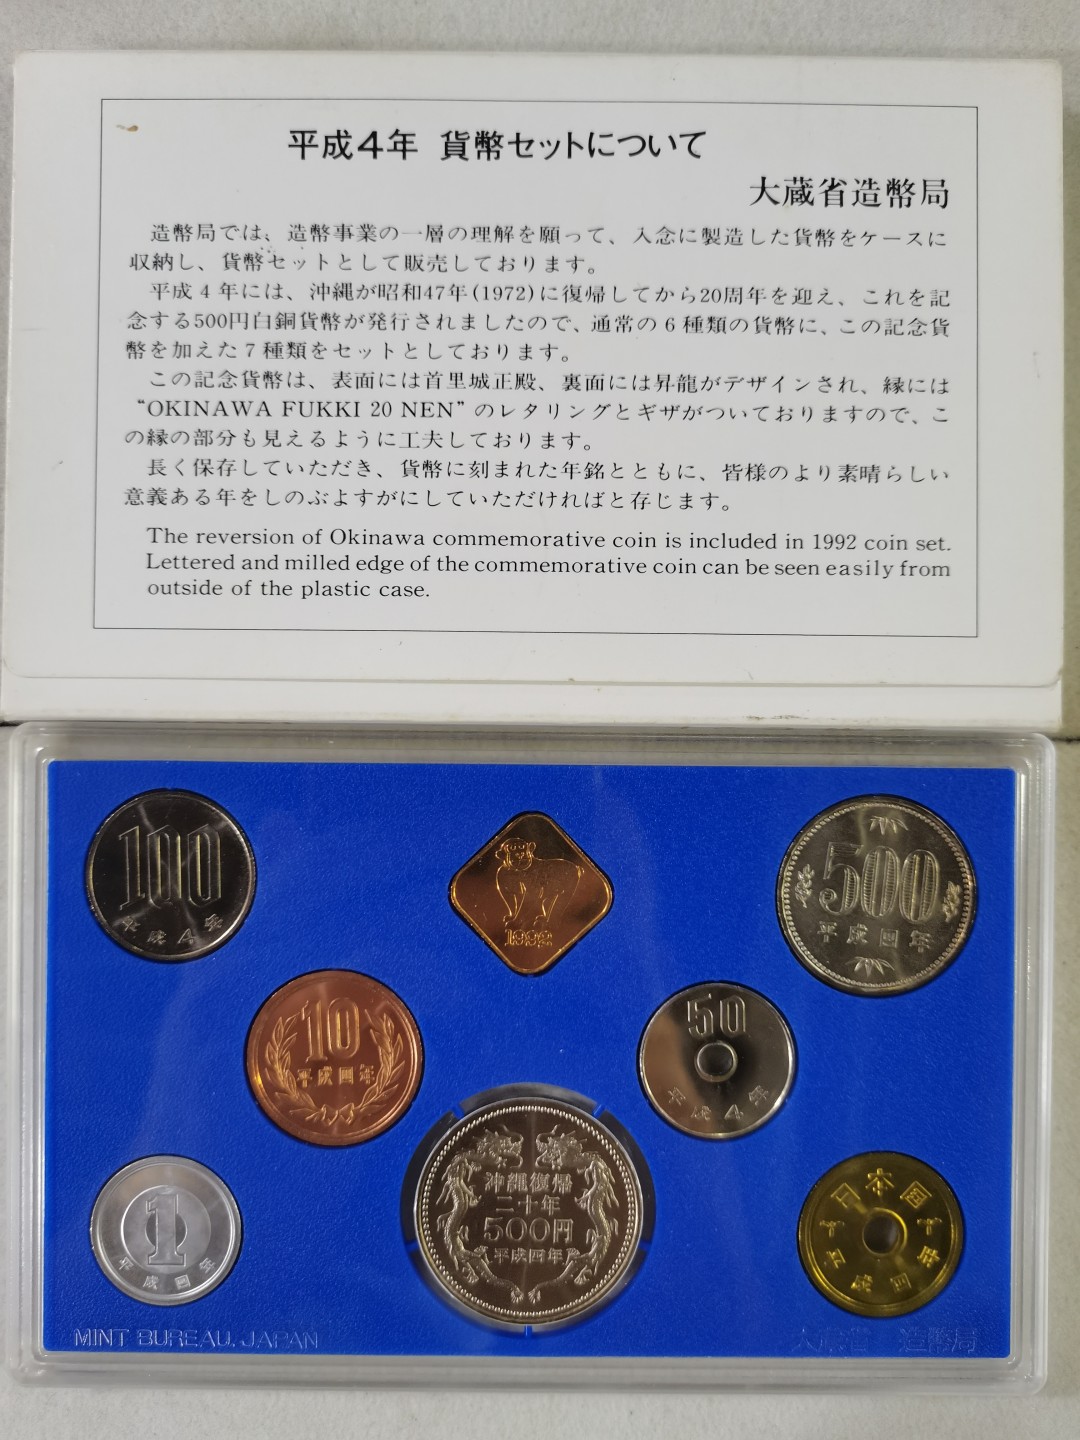 平成4年 貨幣セットについて
大蔵省造幣局
造幣局では、造幣事業の一層の理解を願って、入念に製造した貨幣をケースに
収納し、貨幣セットとして販売しております。
平成4年には、沖縄が昭和47年(1972)に復帰してから20周年を迎え、これを記
念する500円白銅貨幣が発行されましたので、通常の6種類の貨幣に、この記念貨
幣を加えた7種類をセットとしております。
この記念貨幣は、表面には首里城正殿、裏面には昇龍がデザインされ、縁には
“OKINAWA FUKKI 20 NEN”のレタリングとギザがついておりますので、こ
の縁の部分も見えるように工夫しております。
長く保存していただき、貨幣に刻まれた年銘とともに、皆様のより素晴らしい
意義ある年をしのぶよすがにしていただければと存じます。
The reversion of Okinawa commemorative coin is included in 1992 coin set.
Lettered and milled edge of the commemorative coin can be seen easily from
outside of the plastic case.
100
平成4年
1992
500
平成四年
10
平成四年
50
平成4年
沖縄復帰
二十年
500円
平成四年
1
平成四年
日本国
平成四年
MINT BUREAU, JAPAN
大蔵省 造幣局